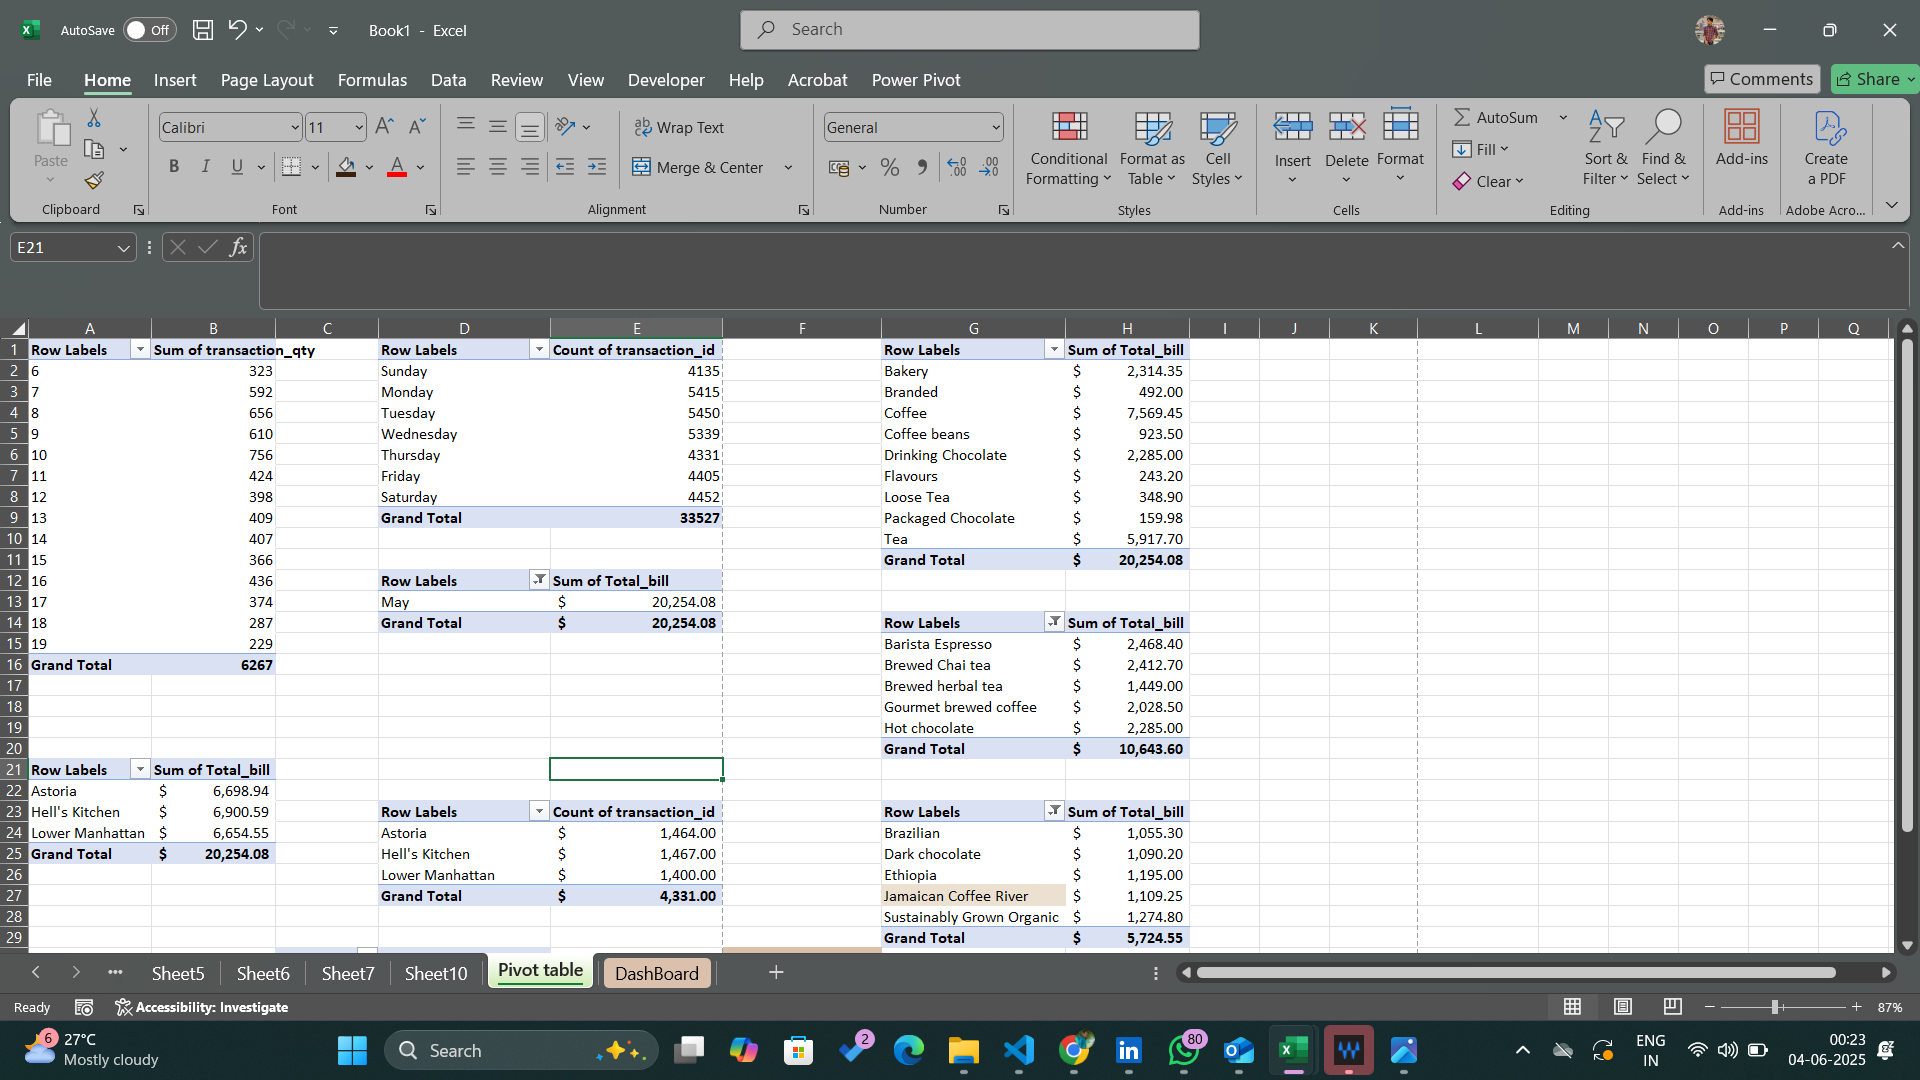 AutoSave Off Book1 - Excel Search
File Home Insert Page Layout Formulas Data Review View Developer Help Acrobat Power Pivot Comments Share
Paste Calibri 11 Wrap Text General Conditional Formatting Format as Table Cell Styles Insert Delete Format AutoSum Sort & Filter Find & Select Add-ins Create a PDF
B I U Merge & Center % Fill
Clear
Clipboard Font Alignment Number Styles Cells Editing Add-ins Adobe Acro...
E21 fx
A B C D E F G H I J K L M N O P Q
1 Row Labels Sum of transaction_qty Row Labels Count of transaction_id Row Labels Sum of Total_bill
2 6 323 Sunday 4135 Bakery $ 2,314.35
3 7 592 Monday 5415 Branded $ 492.00
4 8 656 Tuesday 5450 Coffee $ 7,569.45
5 9 610 Wednesday 5339 Coffee beans $ 923.50
6 10 756 Thursday 4331 Drinking Chocolate $ 2,285.00
7 11 424 Friday 4405 Flavours $ 243.20
8 12 398 Saturday 4452 Loose Tea $ 348.90
9 13 409 Grand Total 33527 Packaged Chocolate $ 159.98
10 14 407 Tea $ 5,917.70
11 15 366 Grand Total $ 20,254.08
12 16 436 Row Labels Sum of Total_bill
13 17 374 May $ 20,254.08
14 18 287 Grand Total $ 20,254.08 Row Labels Sum of Total_bill
15 19 229 Barista Espresso $ 2,468.40
16 Grand Total 6267 Brewed Chai tea $ 2,412.70
17 Brewed herbal tea $ 1,449.00
18 Gourmet brewed coffee $ 2,028.50
19 Hot chocolate $ 2,285.00
20 Grand Total $ 10,643.60
21 Row Labels Sum of Total_bill
22 Astoria $ 6,698.94
23 Hell's Kitchen $ 6,900.59 Row Labels Count of transaction_id Row Labels Sum of Total_bill
24 Lower Manhattan $ 6,654.55 Astoria $ 1,464.00 Brazilian $ 1,055.30
25 Grand Total $ 20,254.08 Hell's Kitchen $ 1,467.00 Dark chocolate $ 1,090.20
26 Lower Manhattan $ 1,400.00 Ethiopia $ 1,195.00
27 Grand Total $ 4,331.00 Jamaican Coffee River $ 1,109.25
28 Sustainably Grown Organic $ 1,274.80
29 Grand Total $ 5,724.55
Sheet5 Sheet6 Sheet7 Sheet10 Pivot table DashBoard
Ready Accessibility: Investigate 87%
6 27°C Mostly cloudy Search 2 80 ENG IN 00:23 04-06-2025